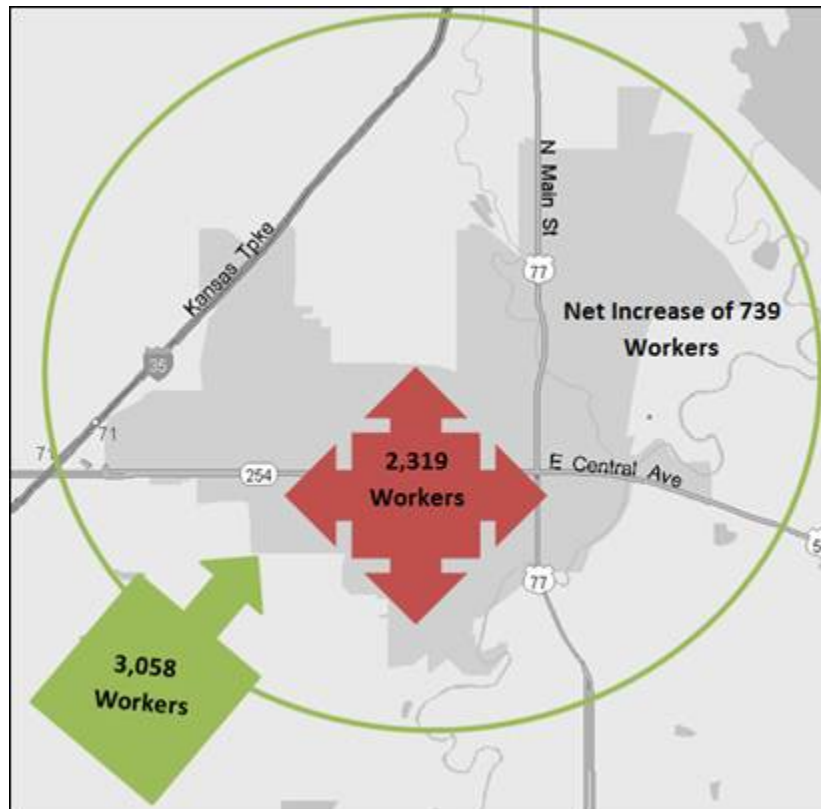 Kansas Tpke
N Main St
77
Net Increase of 739
Workers
35
71
71
254
2,319
Workers
E Central Ave
5
77
3,058
Workers